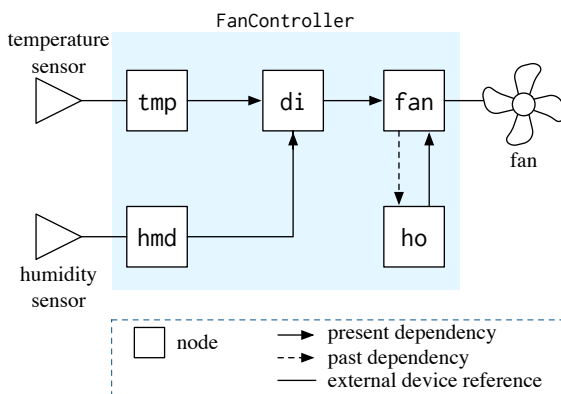 FanController
temperature
sensor
tmp
di
fan
fan
hmd
ho
humidity
sensor
node
present dependency
past dependency
external device reference